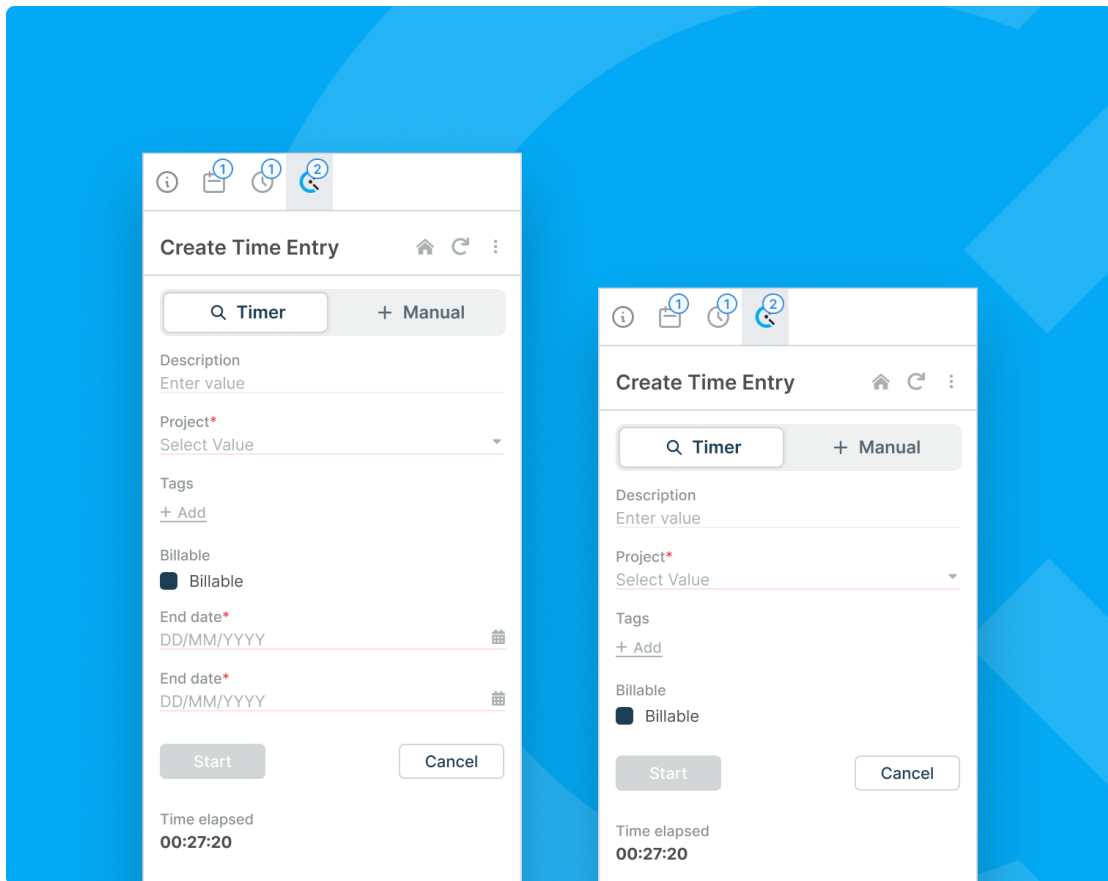 1 1 2
Create Time Entry
Timer + Manual
Description
Enter value
Project*
Select Value
Tags
+ Add
Billable
Billable
End date*
DD/MM/YYYY
End date*
DD/MM/YYYY
Start Cancel
Time elapsed
00:27:20
1 1 2
Create Time Entry
Timer + Manual
Description
Enter value
Project*
Select Value
Tags
+ Add
Billable
Billable
Start Cancel
Time elapsed
00:27:20